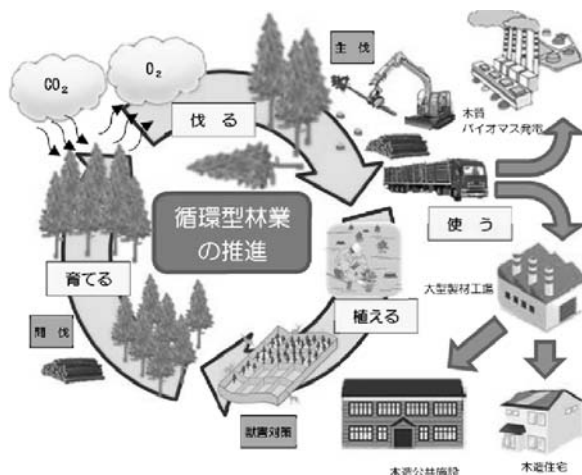 CO₂
O₂
主 伐
伐 る
木質
バイオマス発電
循環型林業
の推進
使 う
育てる
植える
大型製材工場
間 伐
獣害対策
木造公共施設
木造住宅